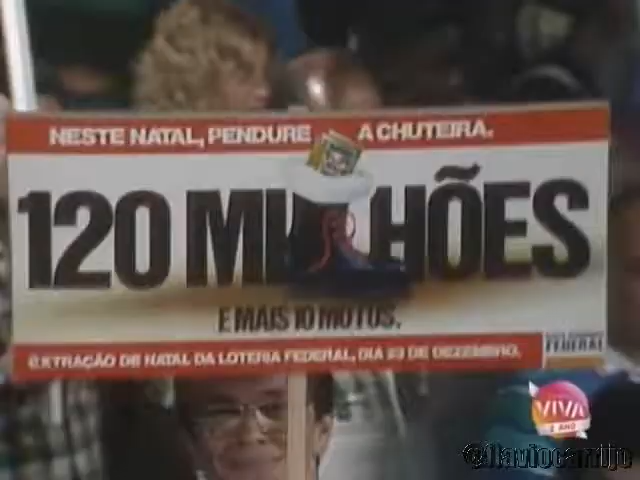 NESTE NATAL, PENDURE A CHUTEIRA.
120 MILHÕES
E MAIS 10 MOTOS.
EXTRAÇÃO DE NATAL DA LOTERIA FEDERAL, DIA 23 DE DEZEMBRO.
FEDERAL
VIVA
@flaviocarrijo